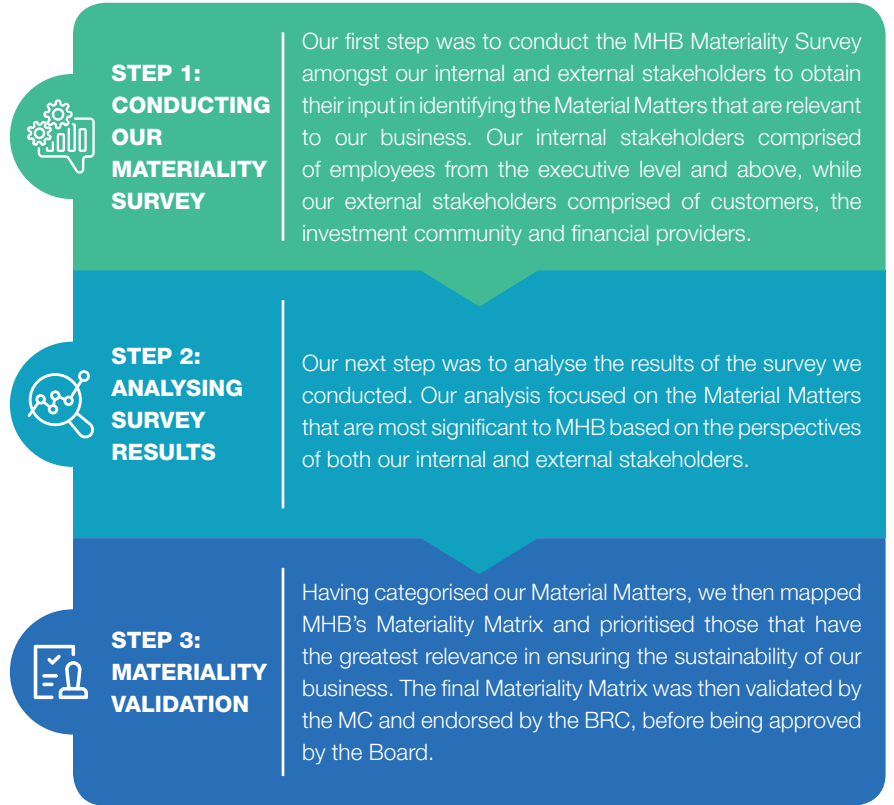 STEP 1:
CONDUCTING
OUR
MATERIALITY
SURVEY
Our first step was to conduct the MHB Materiality Survey
amongst our internal and external stakeholders to obtain
their input in identifying the Material Matters that are relevant
to our business. Our internal stakeholders comprised
of employees from the executive level and above, while
our external stakeholders comprised of customers, the
investment community and financial providers.
STEP 2:
ANALYSING
SURVEY
RESULTS
Our next step was to analyse the results of the survey we
conducted. Our analysis focused on the Material Matters
that are most significant to MHB based on the perspectives
of both our internal and external stakeholders.
STEP 3:
MATERIALITY
VALIDATION
Having categorised our Material Matters, we then mapped
MHB's Materiality Matrix and prioritised those that have
the greatest relevance in ensuring the sustainability of our
business. The final Materiality Matrix was then validated by
the MC and endorsed by the BRC, before being approved
by the Board.